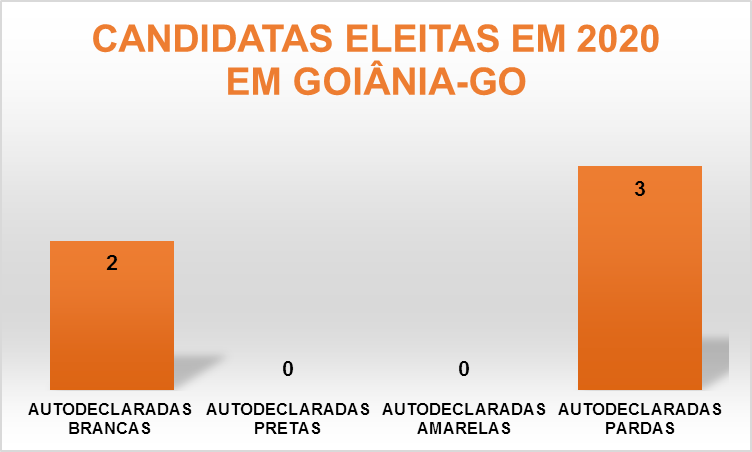 CANDIDATAS ELEITAS EM 2020
EM GOIÂNIA-GO
2
0
0
3
AUTODECLARADAS BRANCAS
AUTODECLARADAS PRETAS
AUTODECLARADAS AMARELAS
AUTODECLARADAS PARDAS